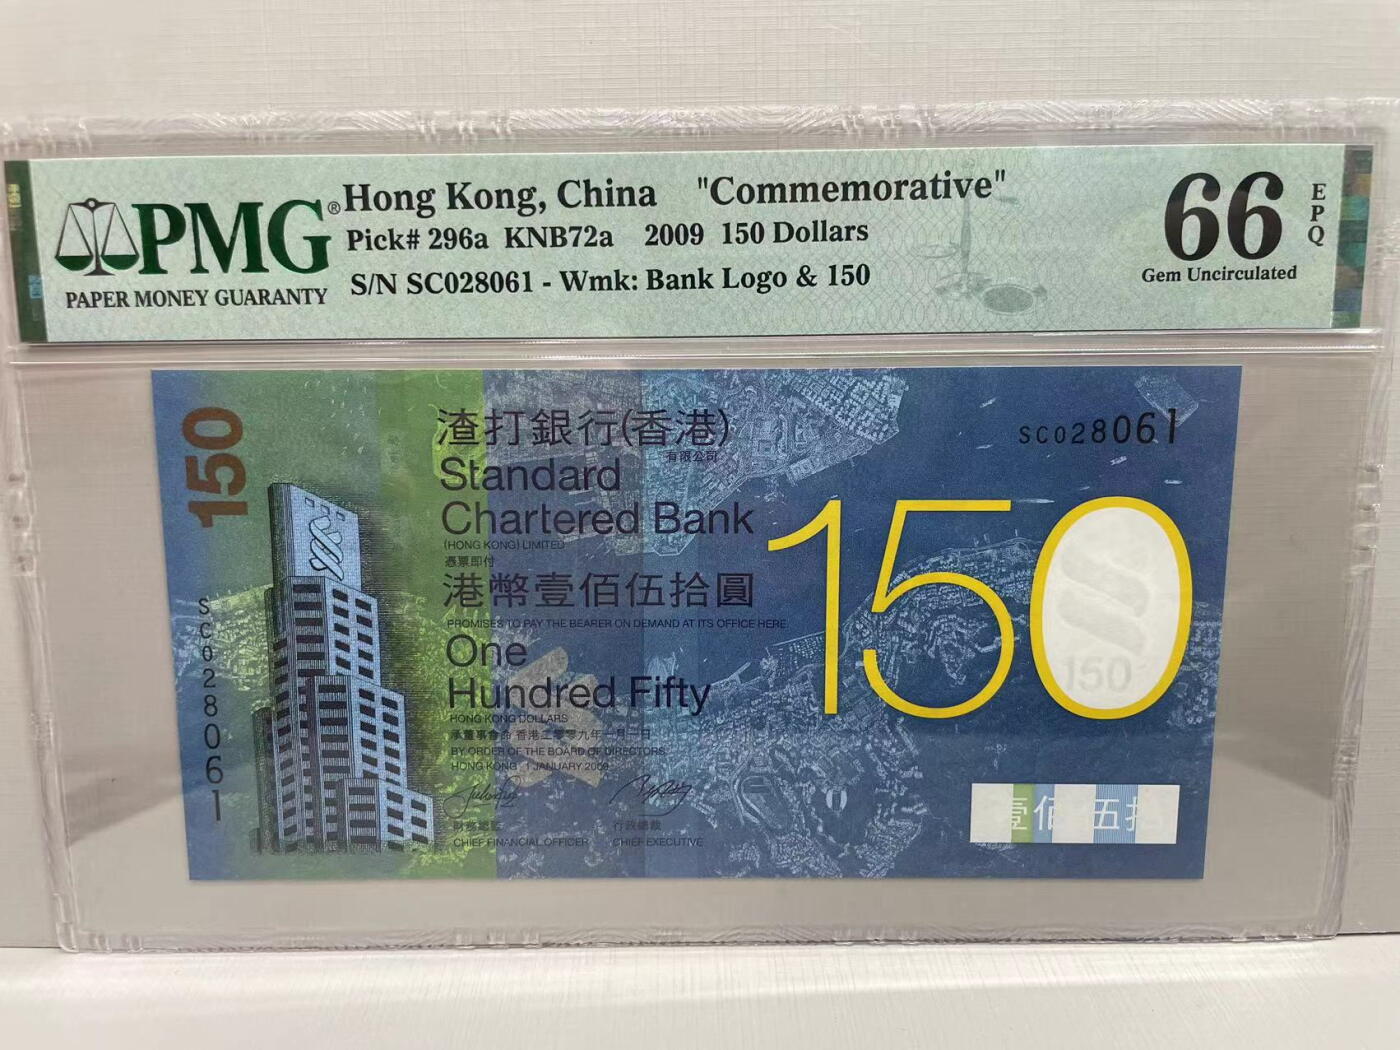 PMG®
PAPER MONEY GUARANTY
Hong Kong, China "Commemorative"
Pick# 296a KNB72a 2009 150 Dollars
S/N SC028061 - Wmk: Bank Logo & 150
66
EPQ
Gem Uncirculated
150
SC028061
渣打銀行(香港)
有限公司
Standard
Chartered Bank
(HONG KONG) LIMITED
憑票即付
港幣壹佰伍拾圓
PROMISES TO PAY THE BEARER ON DEMAND AT ITS OFFICE HERE
One
Hundred Fifty
HONG KONG DOLLARS
承董事會命 香港二零零九年一月一日
BY ORDER OF THE BOARD OF DIRECTORS
HONG KONG 1 JANUARY 2009
財務總監
CHIEF FINANCIAL OFFICER
行政總裁
CHIEF EXECUTIVE
SC028061
150
150
壹佰伍拾